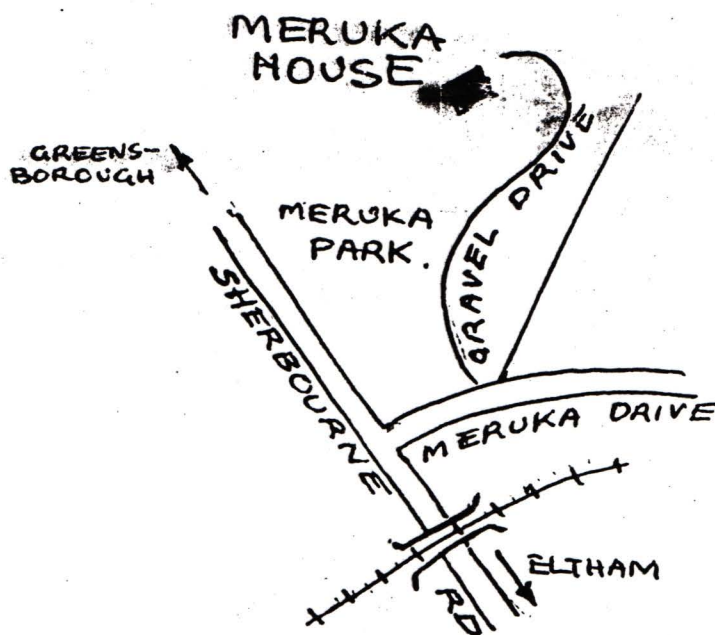 MERUKA
HOUSE
GREENS-
BOROUGH
MERUKA
PARK.
GRAVEL DRIVE
SHERBOURNE
RD
MERUKA DRIVE
ELTHAM